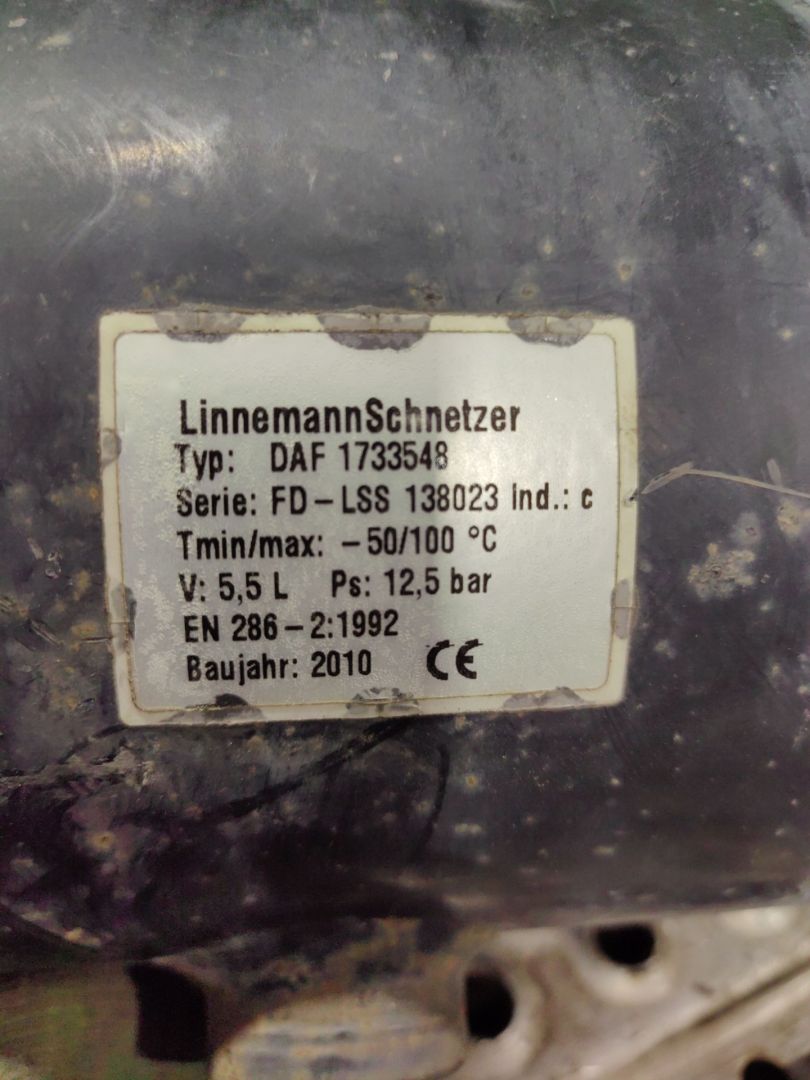 LinnemannSchnetzer
Typ: DAF 1733548
Serie: FD-LSS 138023 Ind.: c
Tmin/max: -50/100 °C
V: 5,5 L Ps: 12,5 bar
EN 286-2:1992
Baujahr: 2010 CE